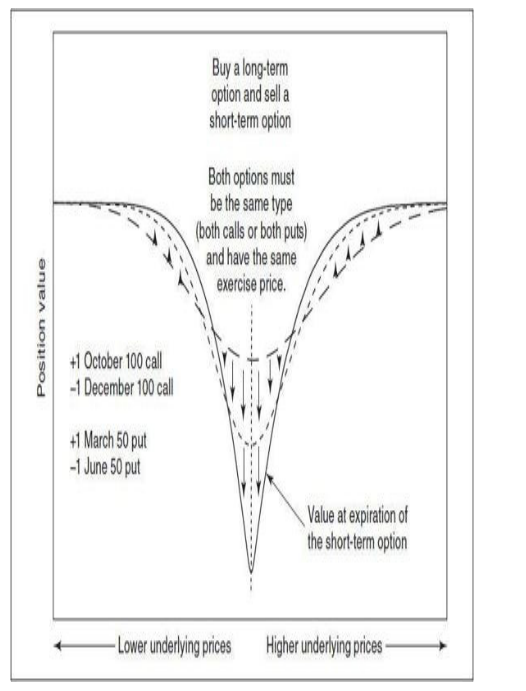 Buy a long-term
option and sell a
short-term option
Both options must
be the same type
(both calls or both puts)
and have the same
exercise price.
Position value
+1 October 100 call
–1 December 100 call
+1 March 50 put
–1 June 50 put
Value at expiration of
the short-term option
Lower underlying prices
Higher underlying prices